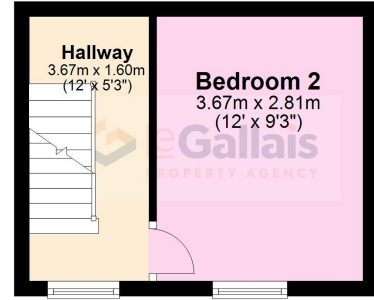 Hallway
3.67m x 1.60m
(12' x 5'3")
Bedroom 2
3.67m x 2.81m
(12' x 9'3")
leGallais
PROPERTY AGENCY